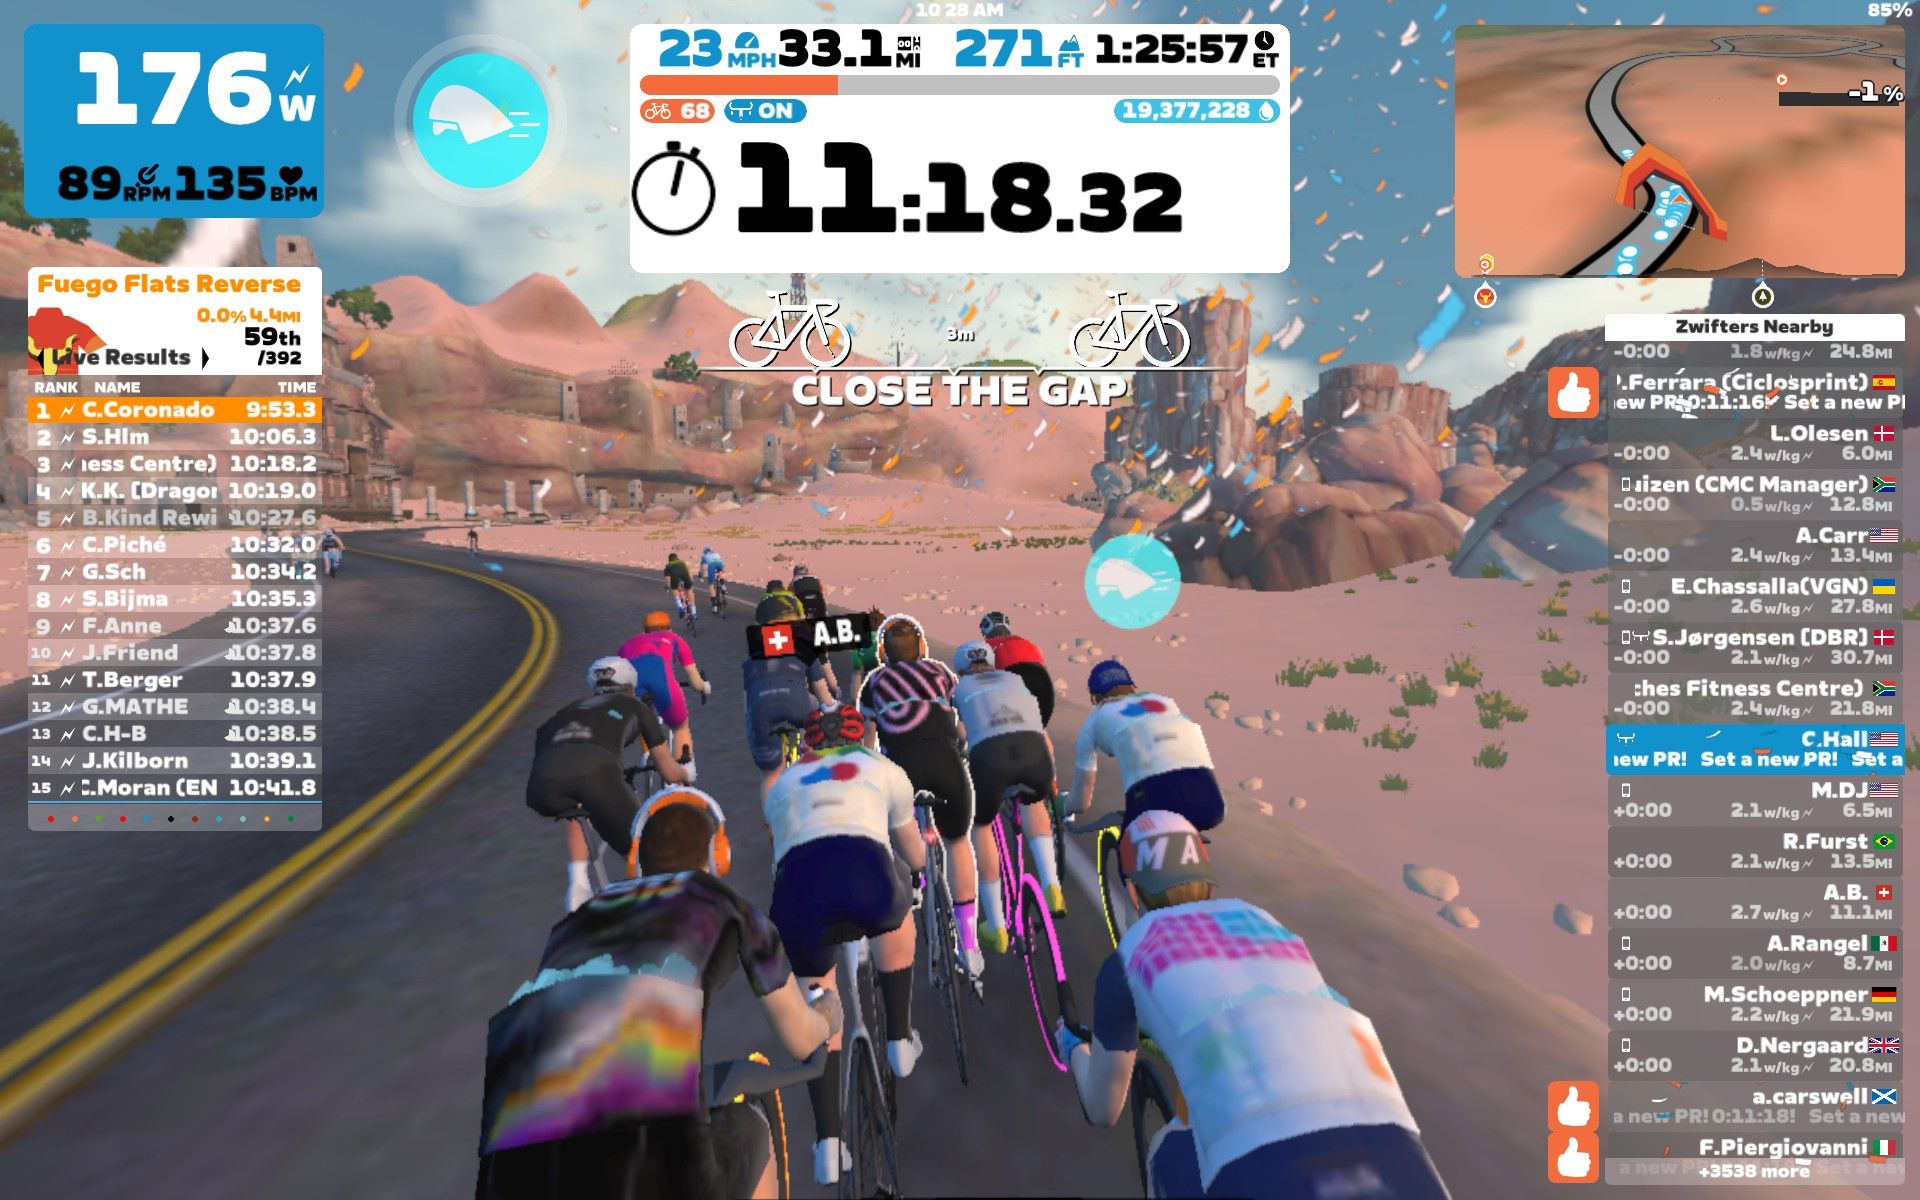 10 28 AM
85%
176 W
89 RPM 135 BPM
23 MPH 33.1 MI 271 FT 1:25:57 ET
68 ON 19,377,228
11:18.32
-1%
Fuego Flats Reverse
0.0% 4.4MI
59th
/392
Live Results
RANK NAME TIME
1 C.Coronado 9:53.3
2 S.Hlm 10:06.3
3 ness Centre) 10:18.2
4 K.K. [Dragon 10:19.0
5 B.Kind Rewi 10:27.6
6 C.Piché 10:32.0
7 G.Sch 10:34.2
8 S.Bijma 10:35.3
9 F.Anne 10:37.6
10 J.Friend 10:37.8
11 T.Berger 10:37.9
12 G.MATHE 10:38.4
13 C.H-B 10:38.5
14 J.Kilborn 10:39.1
15 C.Moran (EN 10:41.8
3m
CLOSE THE GAP
A.B.
M A
Zwifters Nearby
-0:00 1.8w/kg 24.8MI
.Ferrara (Ciclosprint)
ew PR! 0:11:16! Set a new P
L.Olesen
-0:00 2.4w/kg 6.0MI
uizen (CMC Manager)
-0:00 0.5w/kg 12.8MI
A.Carr
-0:00 2.4w/kg 13.4MI
E.Chassalla(VGN)
-0:00 2.6w/kg 27.8MI
S.Jørgensen [DBR]
-0:00 2.1w/kg 30.7MI
ches Fitness Centre)
-0:00 2.4w/kg 21.8MI
C.Hall
new PR! Set a new PR! Set a
M.DJ
+0:00 2.1w/kg 6.5MI
R.Furst
+0:00 2.1w/kg 13.5MI
A.B.
+0:00 2.7w/kg 11.1MI
A.Rangel
+0:00 2.0w/kg 8.7MI
M.Schoeppner
+0:00 2.2w/kg 21.9MI
D.Nergaard
+0:00 2.1w/kg 20.8MI
a.carswell
a new PR! 0:11:18! Set a new
F.Piergiovanni
+3538 more